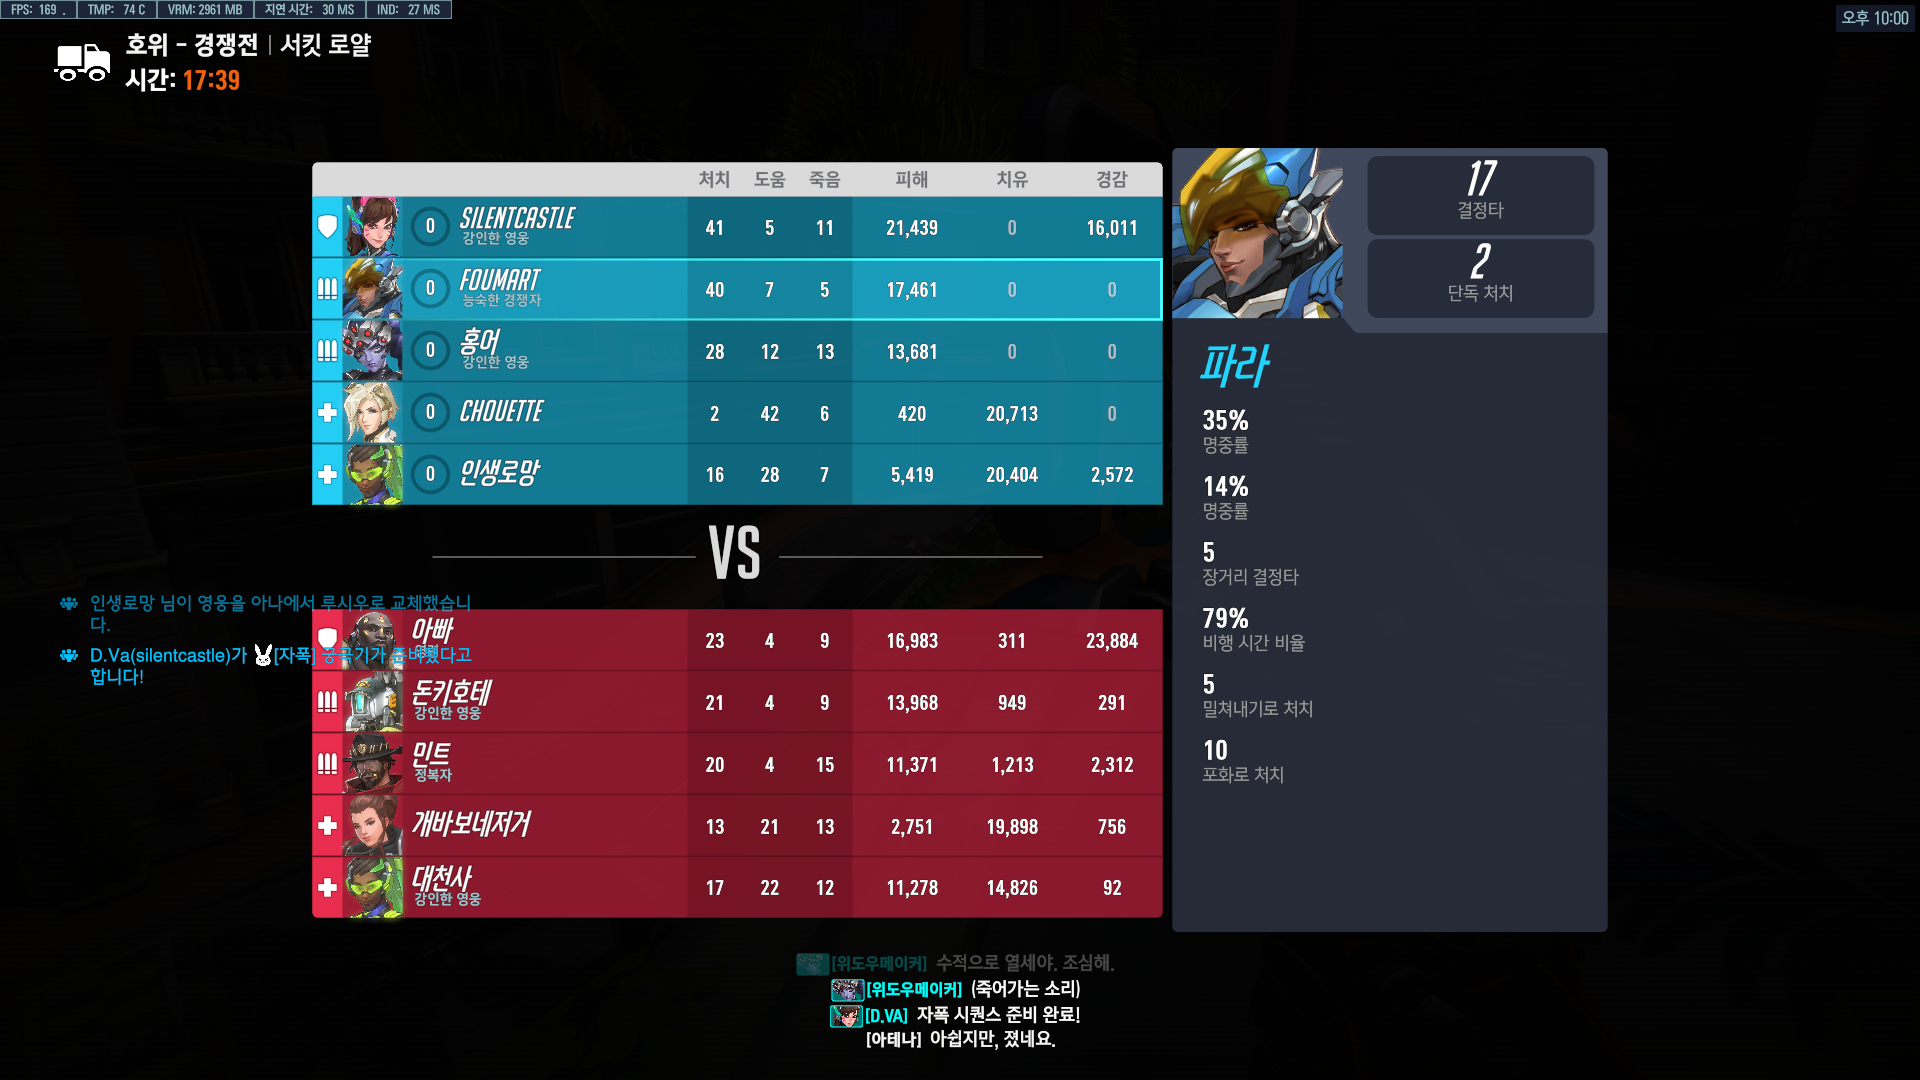 FPS: 169 . TMP: 74 C VRM: 2961 MB 지연 시간: 30 MS IND: 27 MS
오후 10:00
호위 - 경쟁전 | 서킷 로얄
시간: 17:39
처치 도움 죽음 피해 치유 경감
0 SILENTCASTLE 41 5 11 21,439 0 16,011
강인한 영웅
0 FOUMART 40 7 5 17,461 0 0
능숙한 경쟁자
0 홍어 28 12 13 13,681 0 0
강인한 영웅
0 CHOUETTE 2 42 6 420 20,713 0
0 인생로망 16 28 7 5,419 20,404 2,572
VS
인생로망 님이 영웅을 아나에서 루시우로 교체했습니
다.
D.Va(silentcastle)가 [자폭] 궁극기가 준비됐다고
합니다!
아빠 23 4 9 16,983 311 23,884
돈키호테 21 4 9 13,968 949 291
강인한 영웅
민트 20 4 15 11,371 1,213 2,312
정복자
개바보네저거 13 21 13 2,751 19,898 756
대천사 17 22 12 11,278 14,826 92
강인한 영웅
17
결정타
2
단독 처치
파라
35%
명중률
14%
명중률
5
장거리 결정타
79%
비행 시간 비율
5
밀쳐내기로 처치
10
포화로 처치
[위도우메이커] 수적으로 열세야. 조심해.
[위도우메이커] (죽어가는 소리)
[D.VA] 자폭 시퀀스 준비 완료!
[아테나] 아쉽지만, 졌네요.